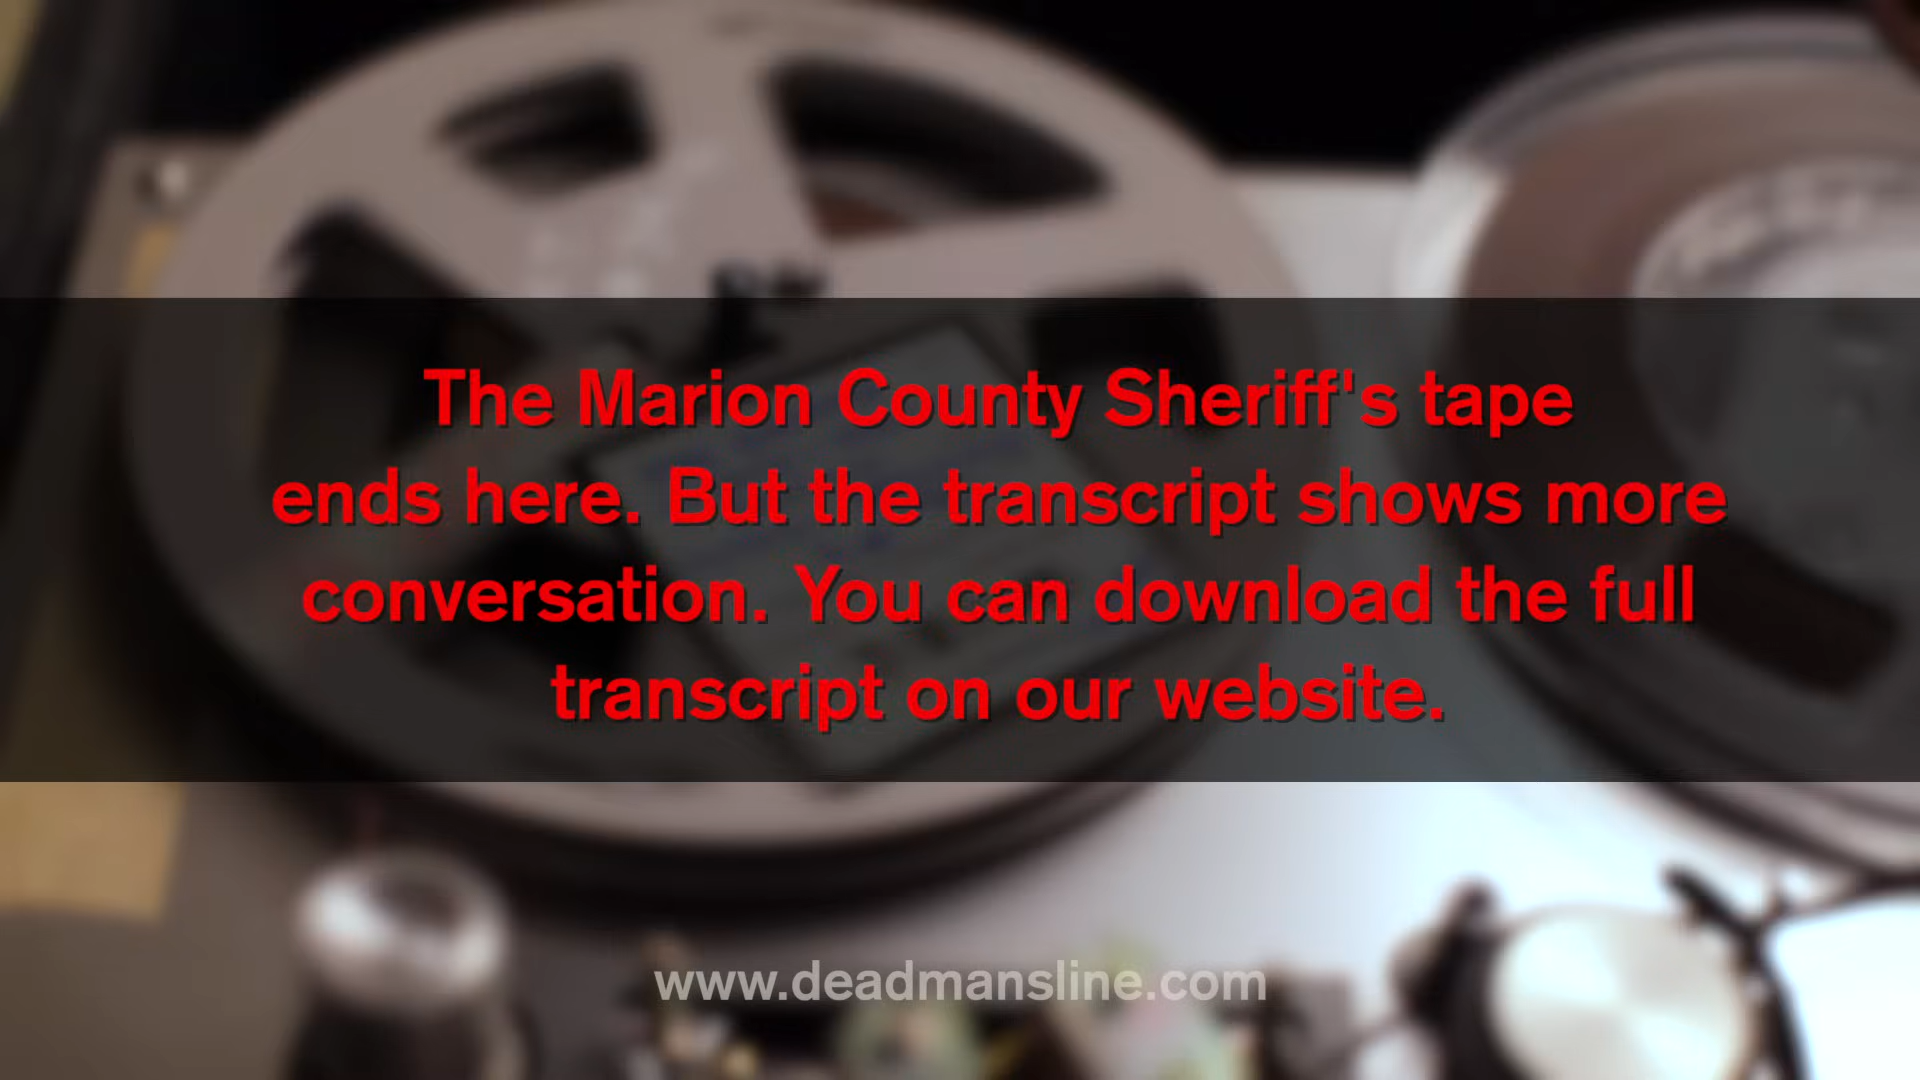 The Marion County Sheriff's tape
ends here. But the transcript shows more
conversation. You can download the full
transcript on our website.
www.deadmansline.com